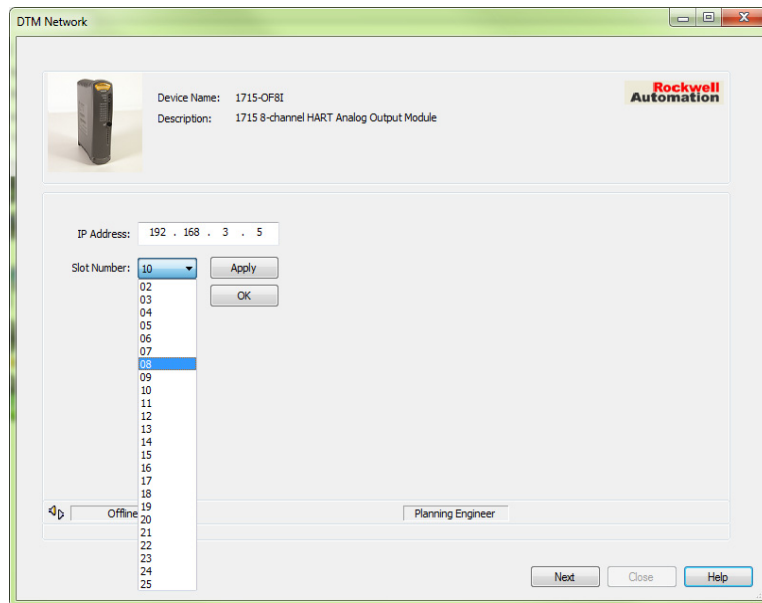 DTM Network
Rockwell
Automation
Device Name: 1715-OF8I
Description: 1715 8-channel HART Analog Output Module
IP Address: 192 . 168 . 3 . 5
Slot Number: 10 Apply
OK
02
03
04
05
06
07
08
09
10
11
12
13
14
15
16
17
18
19
20
21
22
23
24
25
Offline
Planning Engineer
Next Close Help